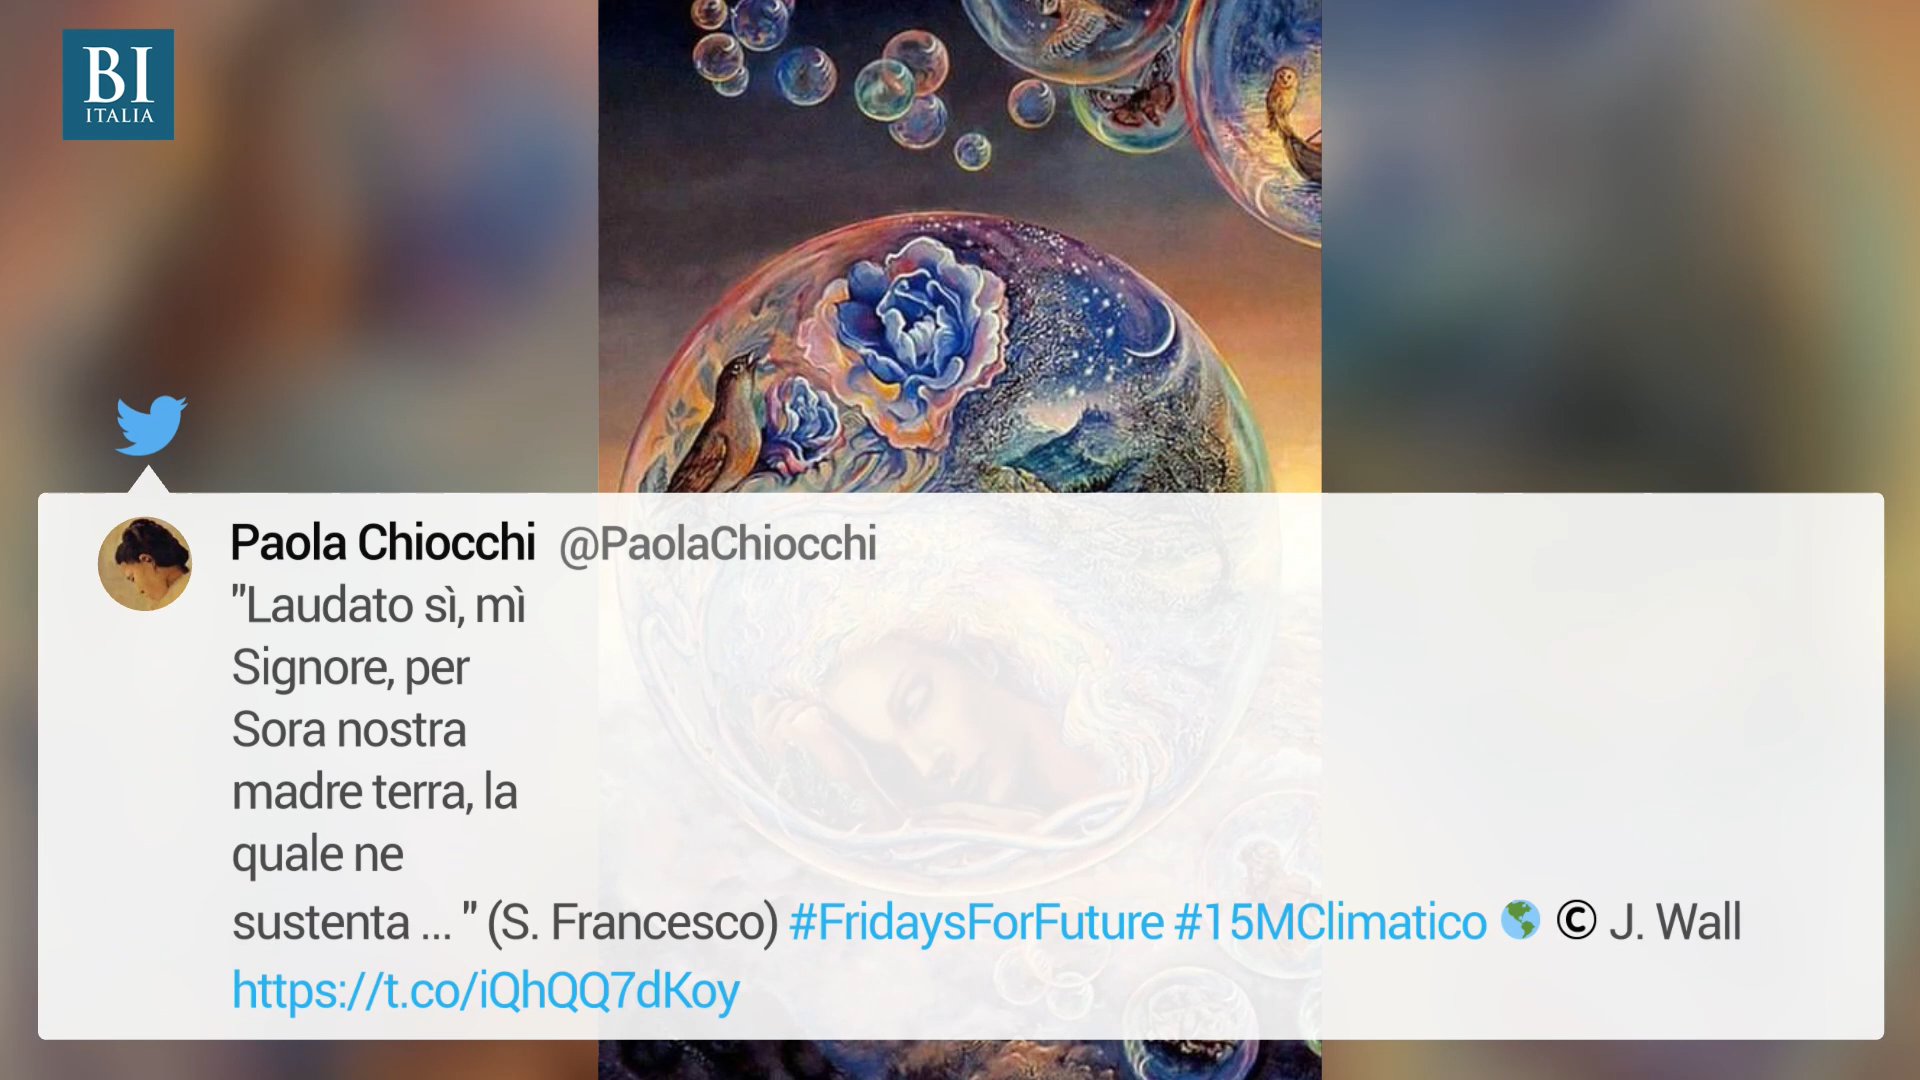 BI
ITALIA
Paola Chiocchi @PaolaChiocchi
"Laudato sì, mì
Signore, per
Sora nostra
madre terra, la
quale ne
sustenta ... " (S. Francesco) #FridaysForFuture #15MClimatico 🌎 © J. Wall
https://t.co/iQhQQ7dKoy